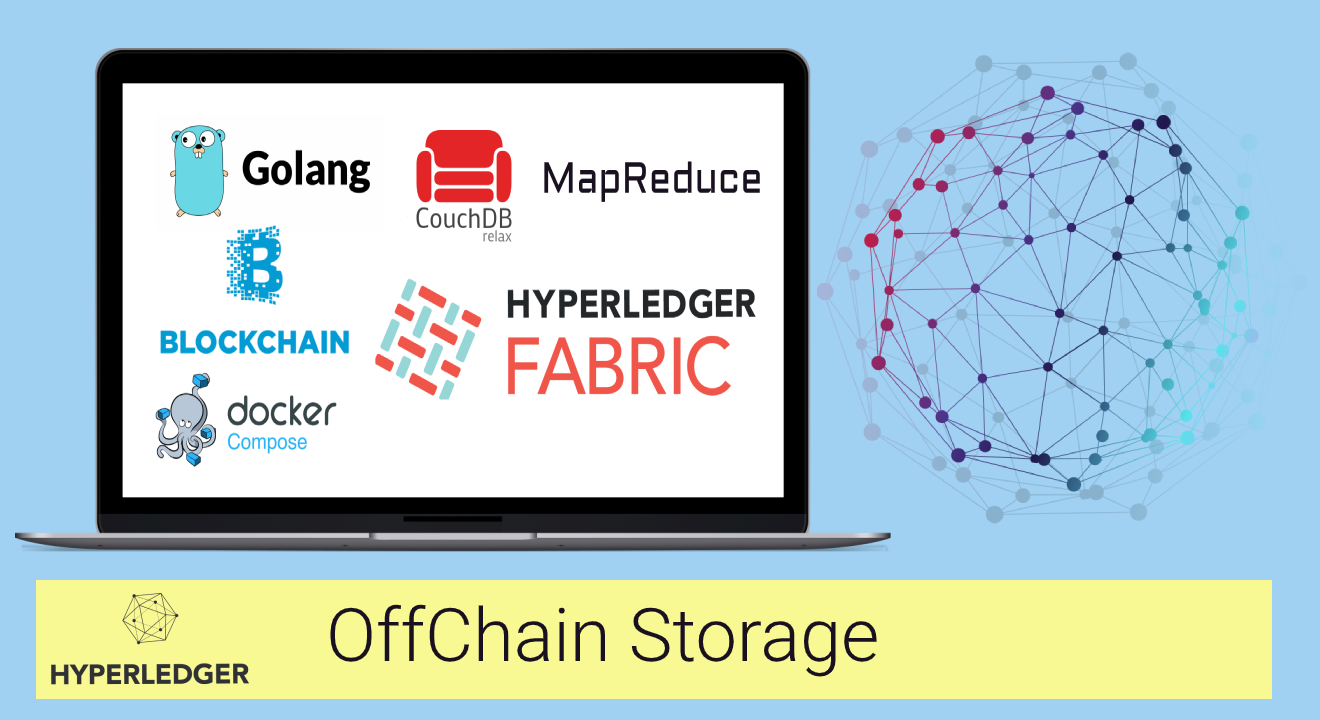 Golang
CouchDB
relax
MapReduce
BLOCKCHAIN
HYPERLEDGER
FABRIC
docker
Compose
HYPERLEDGER
OffChain Storage